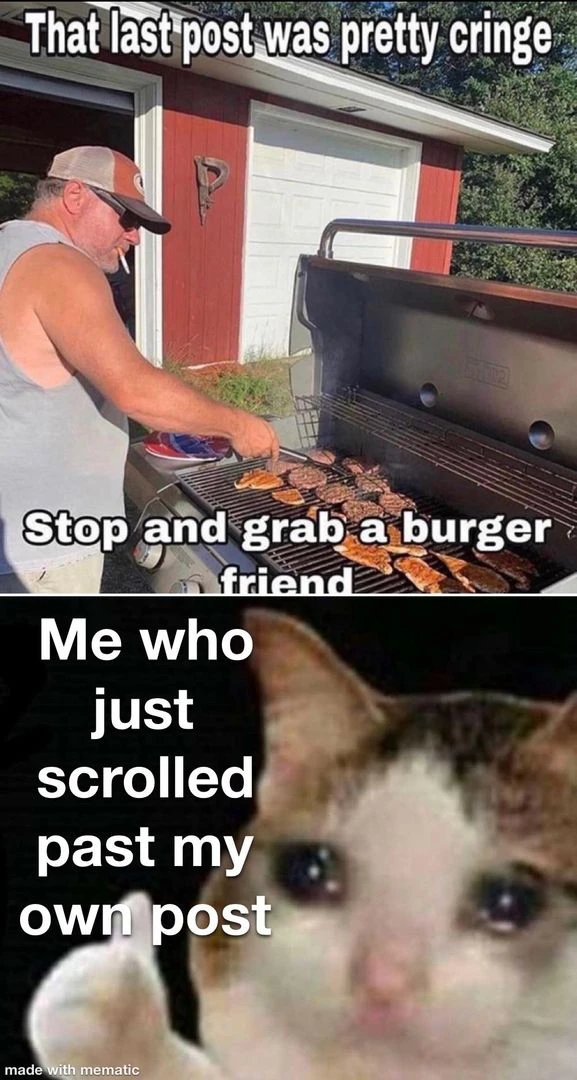 That last post was pretty cringe
Stop and grab a burger
friend
Me who
just
scrolled
past my
own post
made with mematic